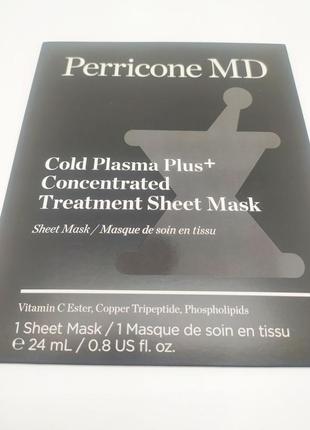 Perricone MD
Cold Plasma Plus+
Concentrated
Treatment Sheet Mask
Sheet Mask / Masque de soin en tissu
Vitamin C Ester, Copper Tripeptide, Phospholipids
1 Sheet Mask / 1 Masque de soin en tissu
℮ 24 mL / 0.8 US fl. oz.